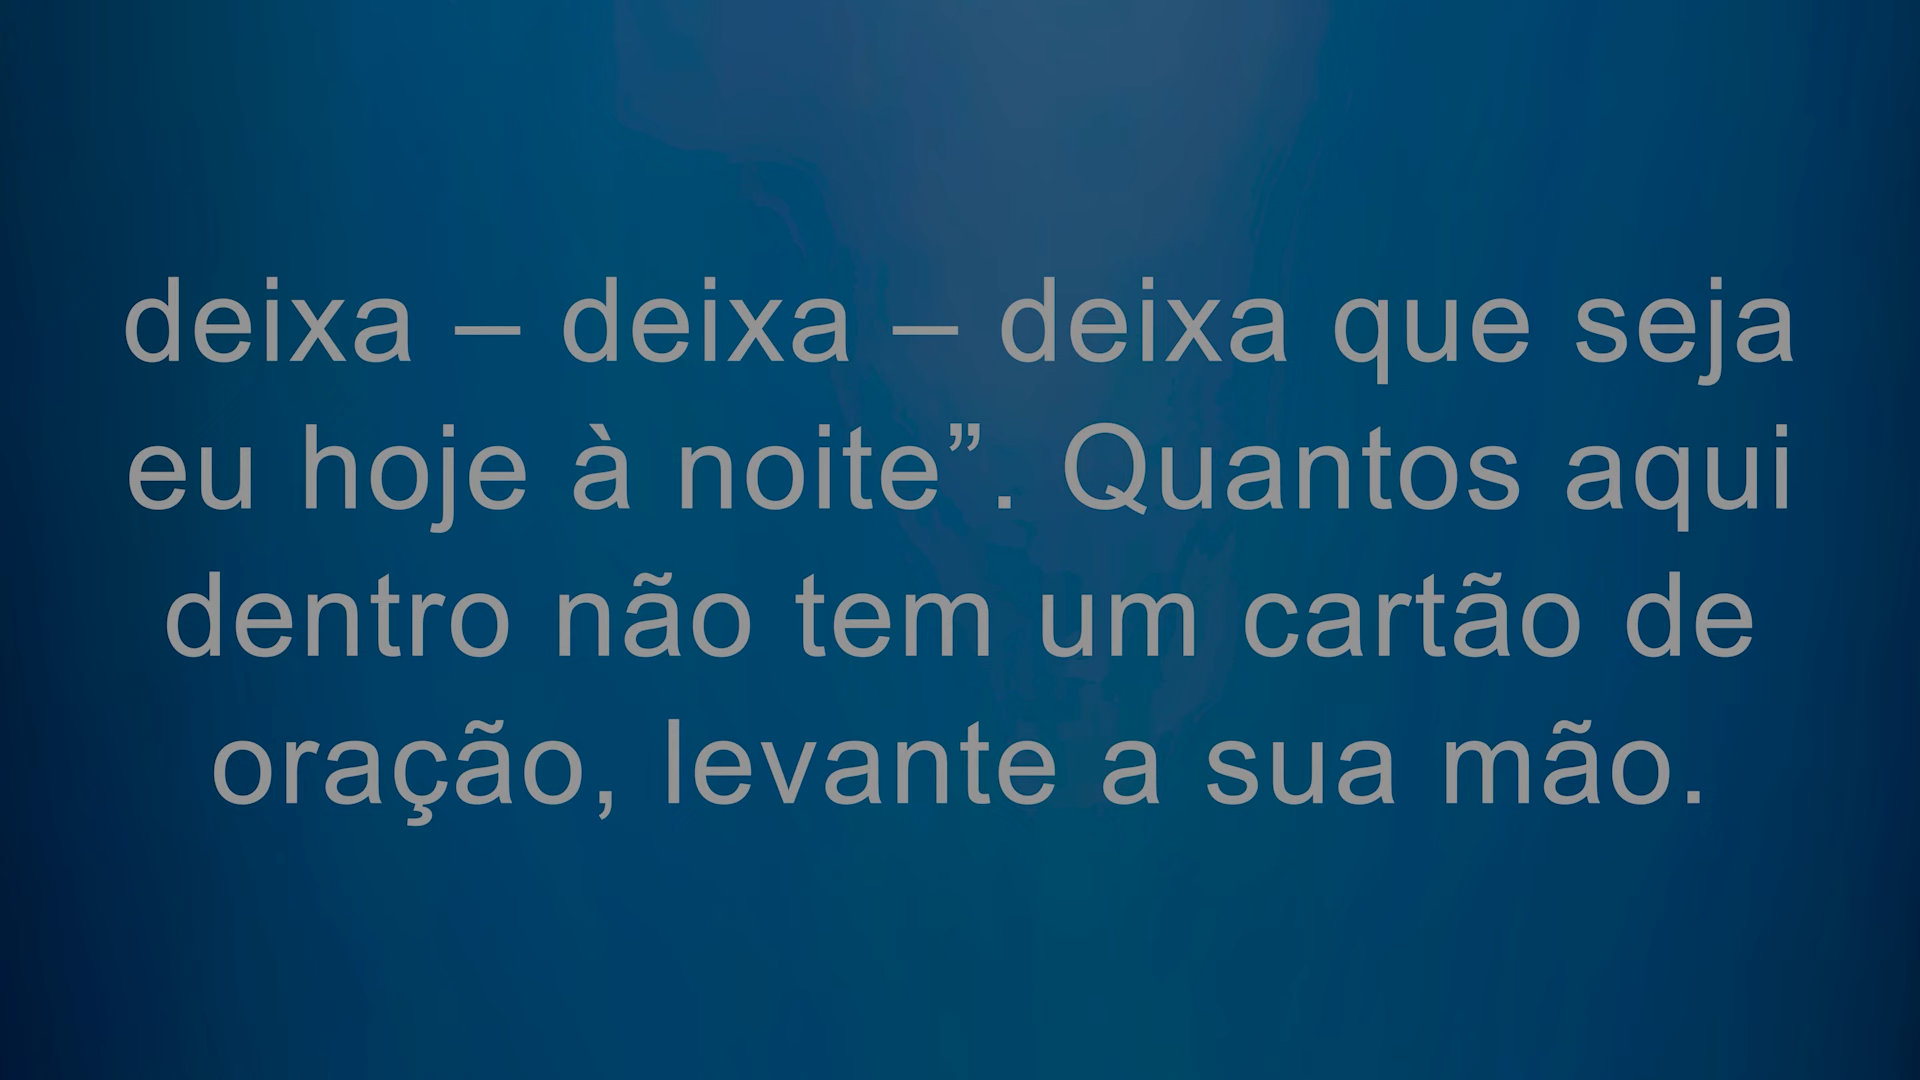 deixa – deixa – deixa que seja
eu hoje à noite” . Quantos aqui
dentro não tem um cartão de
oração, levante a sua mão.